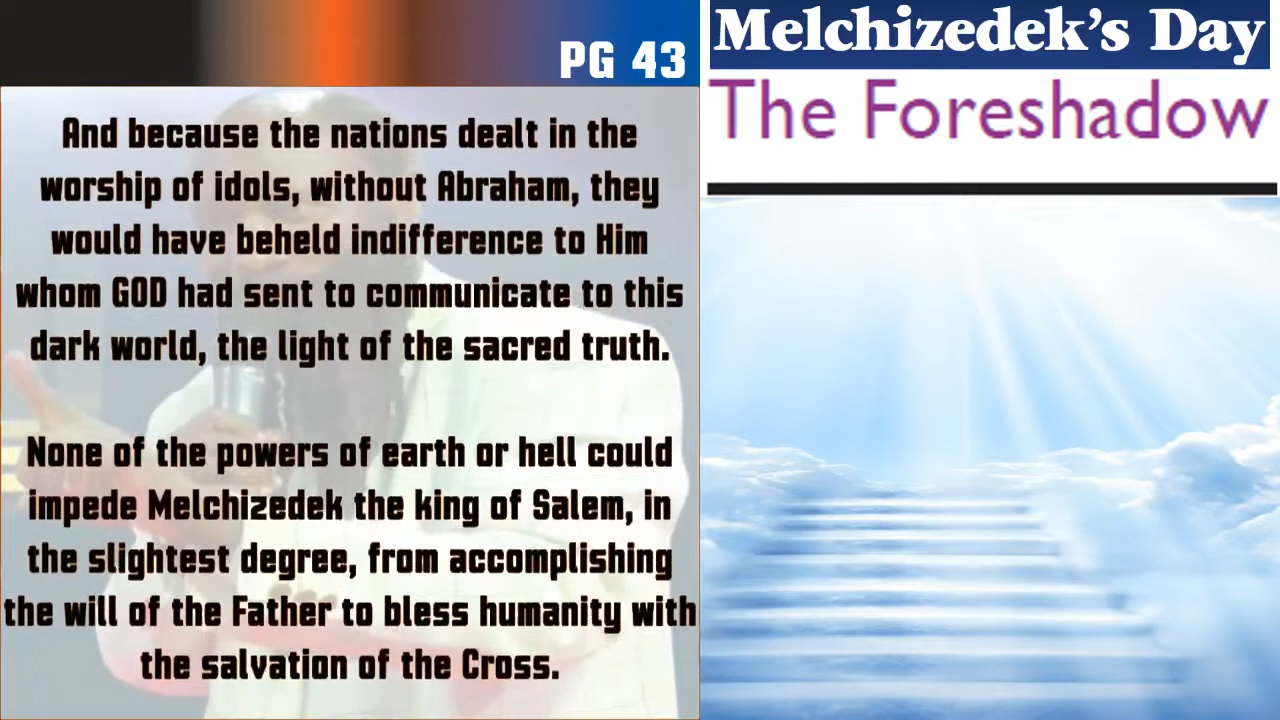 PG 43
And because the nations dealt in the
worship of idols, without Abraham, they
would have beheld indifference to Him
whom GOD had sent to communicate to this
dark world, the light of the sacred truth.
None of the powers of earth or hell could
impede Melchizedek the king of Salem, in
the slightest degree, from accomplishing
the will of the Father to bless humanity with
the salvation of the Cross.
Melchizedek’s Day
The Foreshadow